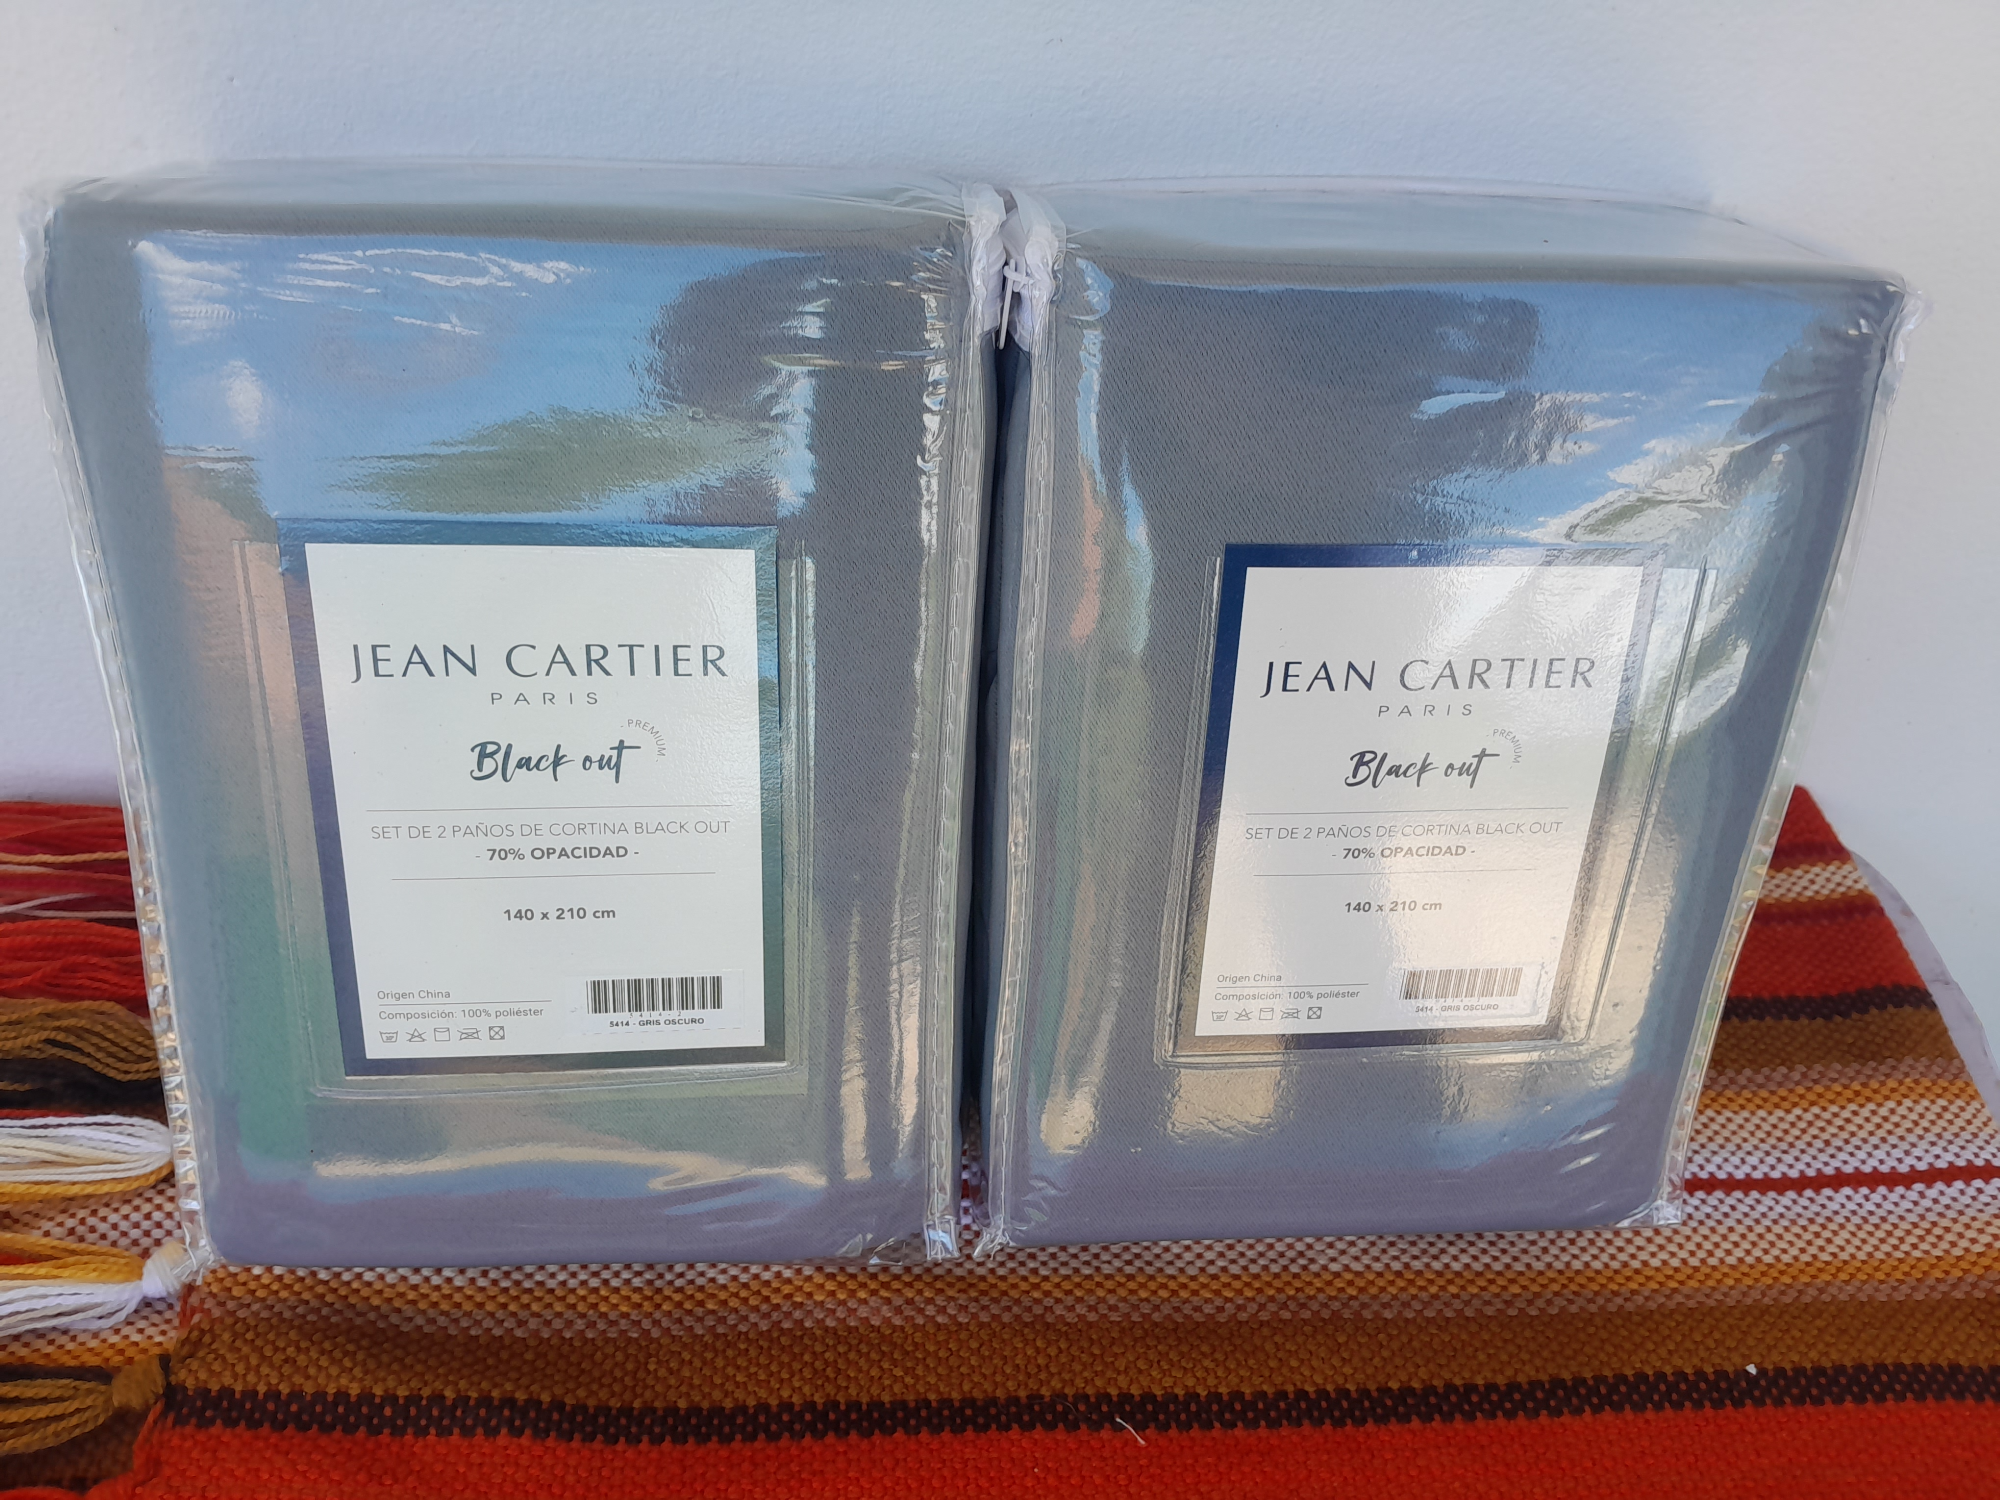 JEAN CARTIER
PARIS
- PREMIUM -
Black out
SET DE 2 PAÑOS DE CORTINA BLACK OUT
- 70% OPACIDAD -
140 x 210 cm
Origen China
Composición: 100% poliéster
5414-2
5414 - GRIS OSCURO
JEAN CARTIER
PARIS
- PREMIUM -
Black out
SET DE 2 PAÑOS DE CORTINA BLACK OUT
- 70% OPACIDAD -
140 x 210 cm
Origen China
Composición: 100% poliéster
5414 - GRIS OSCURO